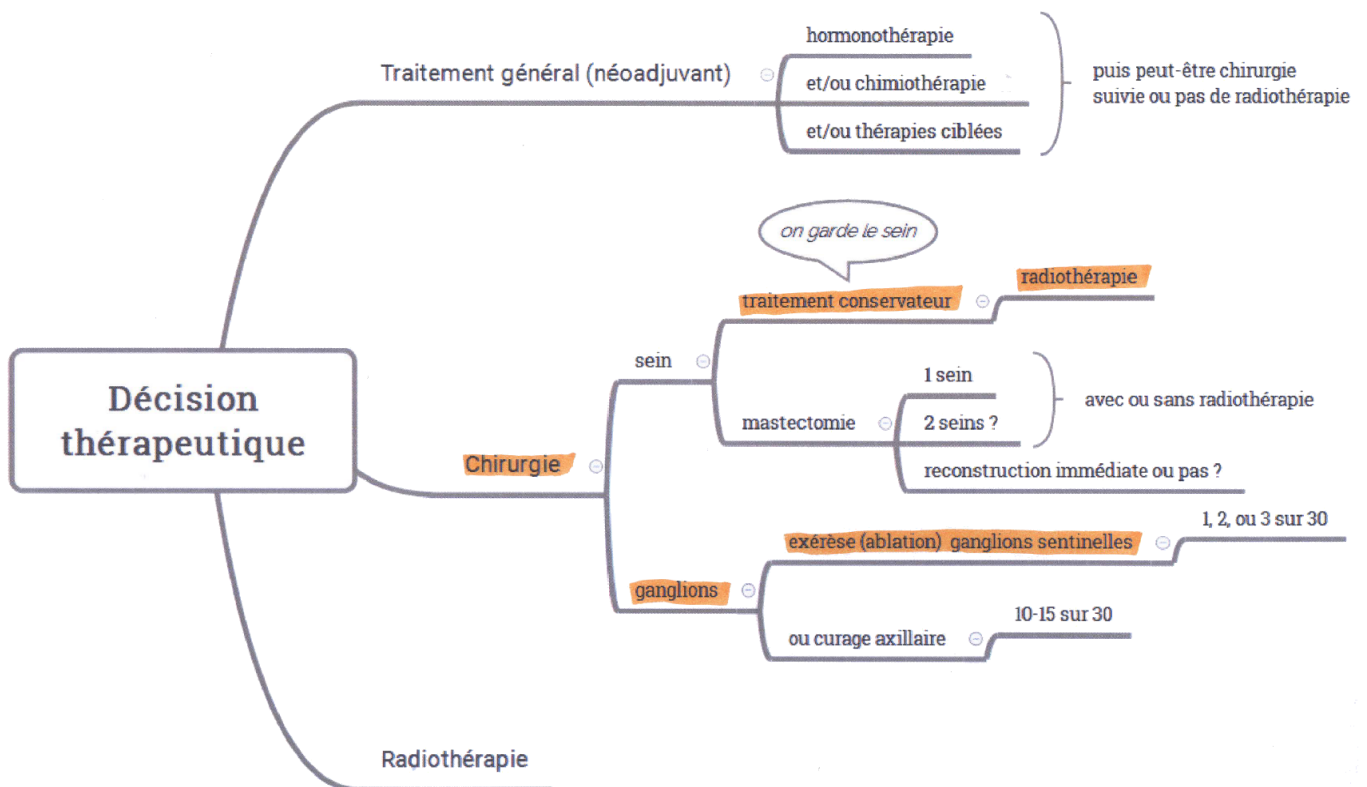 Décision
thérapeutique
Traitement général (néoadjuvant)
hormonothérapie
et/ou chimiothérapie
et/ou thérapies ciblées
puis peut-être chirurgie
suivie ou pas de radiothérapie
Chirurgie
sein
on garde le sein
traitement conservateur
radiothérapie
mastectomie
1 sein
2 seins ?
avec ou sans radiothérapie
reconstruction immédiate ou pas ?
ganglions
exérèse (ablation) ganglions sentinelles
1, 2, ou 3 sur 30
ou curage axillaire
10-15 sur 30
Radiothérapie